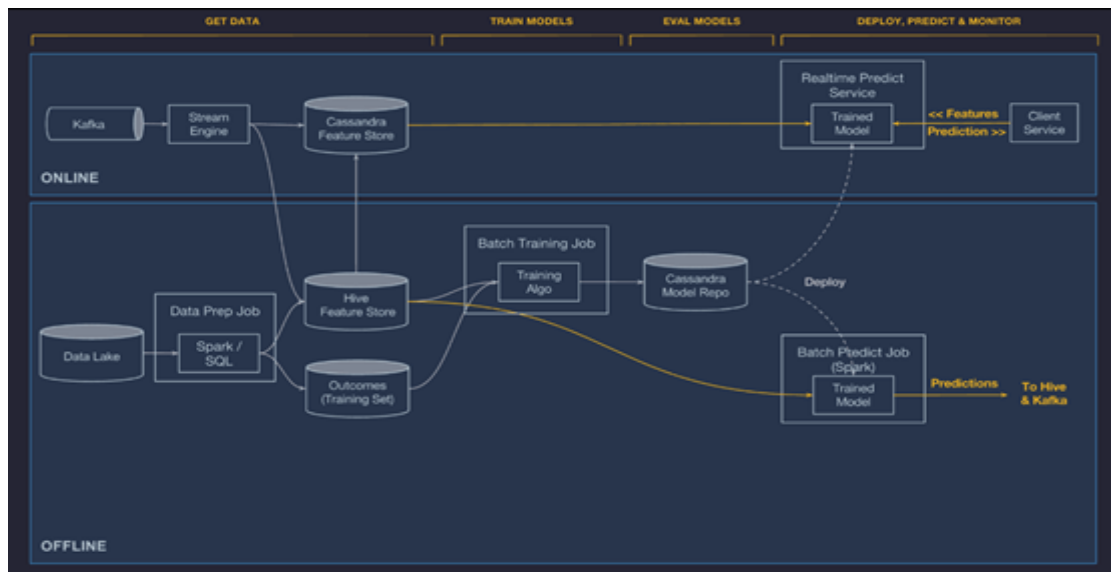 GET DATA
TRAIN MODELS
EVAL MODELS
DEPLOY, PREDICT & MONITOR
Kafka
Stream
Engine
Cassandra
Feature Store
Realtime Predict
Service
Trained
Model
<< Features
Prediction >>
Client
Service
ONLINE
Data Lake
Data Prep Job
Spark /
SQL
Hive
Feature Store
Outcomes
(Training Set)
Batch Training Job
Training
Algo
Cassandra
Model Repo
Deploy
Batch Predict Job
(Spark)
Trained
Model
Predictions
To Hive
& Kafka
OFFLINE